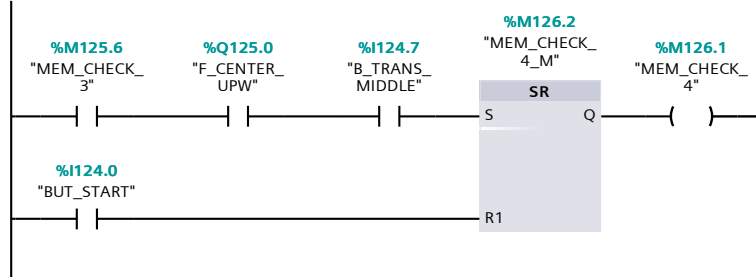 %M126.2
%M125.6 %Q125.0 %I124.7 "MEM_CHECK_ %M126.1
"MEM_CHECK_ "F_CENTER_ "B_TRANS_ 4_M" "MEM_CHECK_
3" UPW" MIDDLE" SR 4"
S Q
%I124.0
"BUT_START"
R1